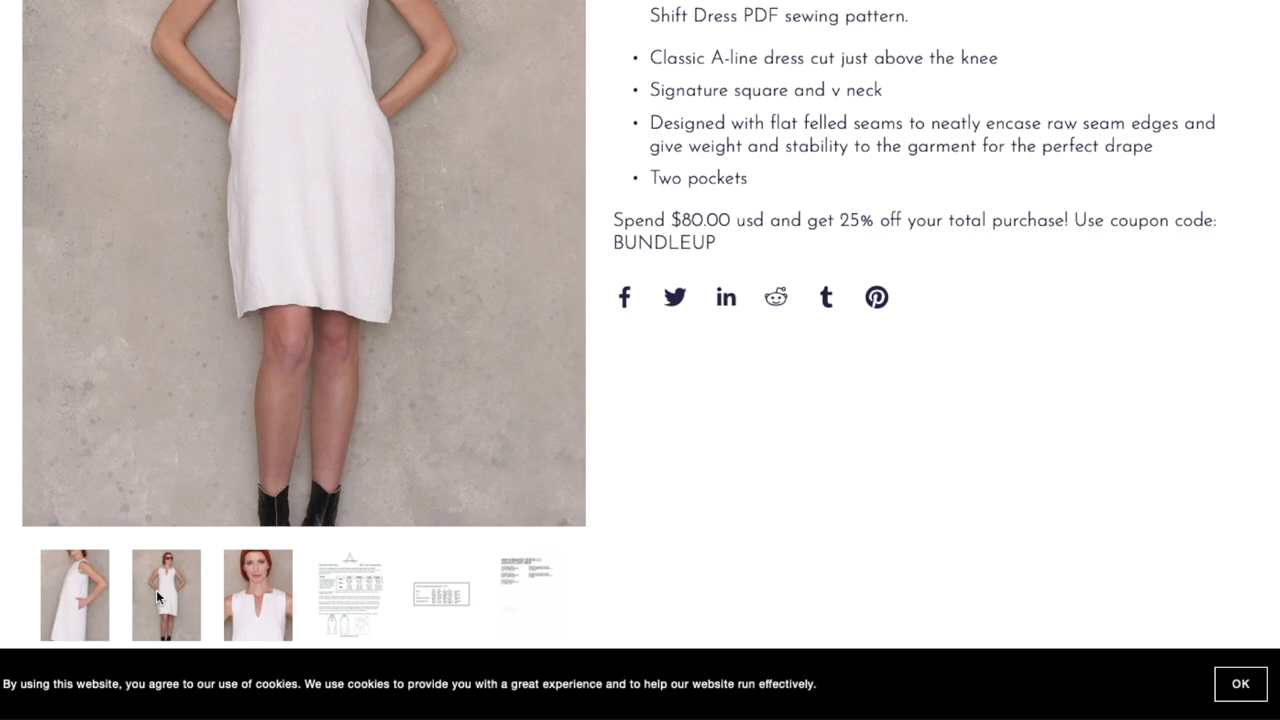 Shift Dress PDF sewing pattern.
• Classic A-line dress cut just above the knee
• Signature square and v neck
• Designed with flat felled seams to neatly encase raw seam edges and
give weight and stability to the garment for the perfect drape
• Two pockets
Spend $80.00 usd and get 25% off your total purchase! Use coupon code:
BUNDLEUP
By using this website, you agree to our use of cookies. We use cookies to provide you with a great experience and to help our website run effectively.
OK